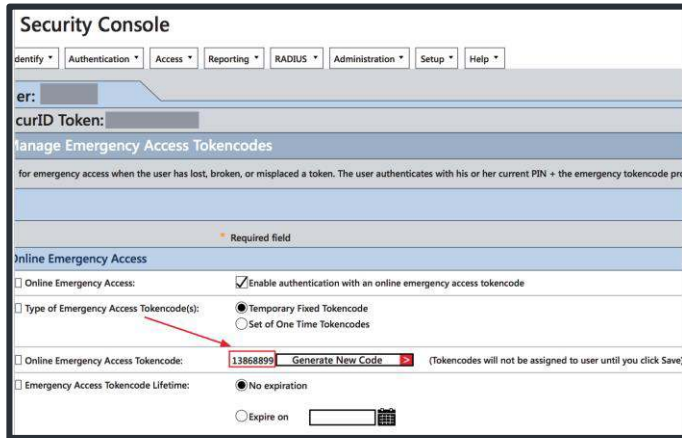 Security Console
dentify Authentication Access Reporting RADIUS Administration Setup Help
er:
curID Token:
Manage Emergency Access Tokencodes
for emergency access when the user has lost, broken, or misplaced a token. The user authenticates with his or her current PIN + the emergency tokencode pro
* Required field
Online Emergency Access
Online Emergency Access: Enable authentication with an online emergency access tokencode
Type of Emergency Access Tokencode(s): Temporary Fixed Tokencode
Set of One Time Tokencodes
Online Emergency Access Tokencode: 13868899 Generate New Code > (Tokencodes will not be assigned to user until you click Save)
Emergency Access Tokencode Lifetime: No expiration
Expire on